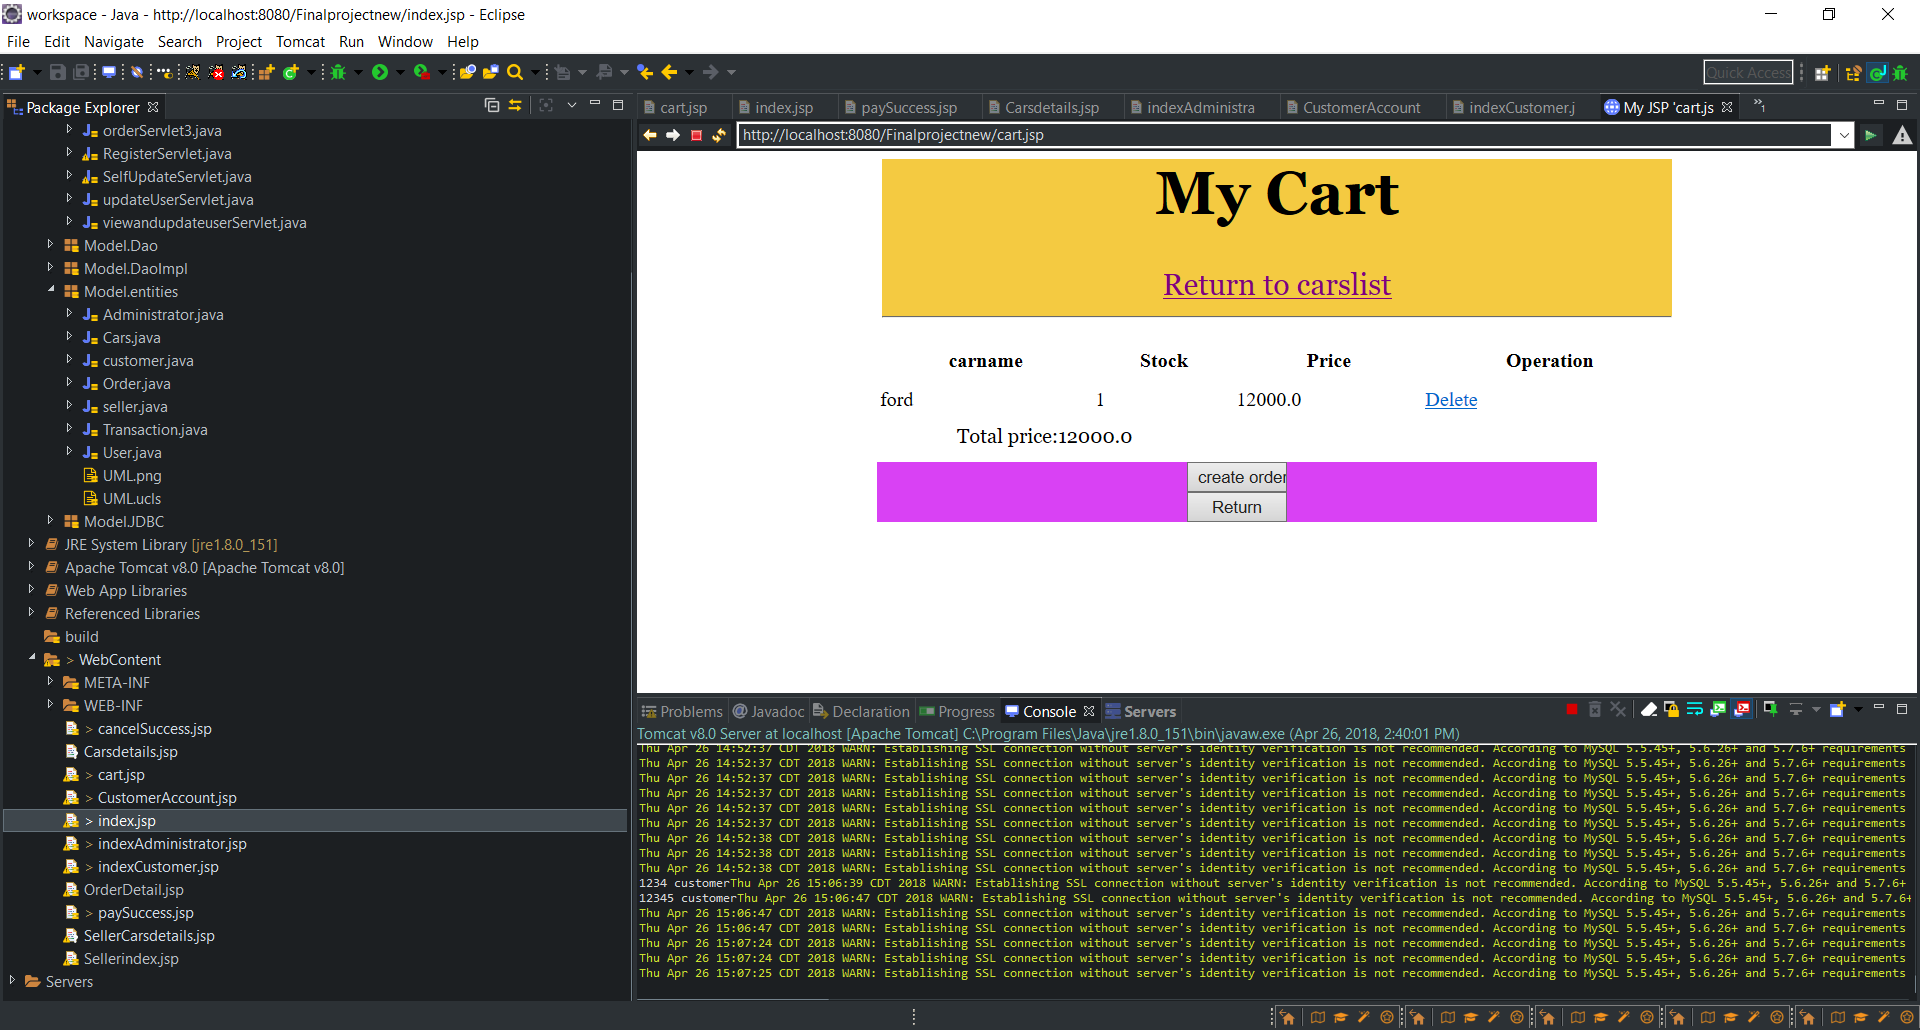 workspace - Java - http://localhost:8080/Finalprojectnew/index.jsp - Eclipse
File Edit Navigate Search Project Tomcat Run Window Help
Quick Access
Package Explorer
orderServlet3.java
RegisterServlet.java
SelfUpdateServlet.java
updateUserServlet.java
viewandupdateuserServlet.java
Model.Dao
Model.DaoImpl
Model.entities
Administrator.java
Cars.java
customer.java
Order.java
seller.java
Transaction.java
User.java
UML.png
UML.ucls
Model.JDBC
JRE System Library [jre1.8.0_151]
Apache Tomcat v8.0 [Apache Tomcat v8.0]
Web App Libraries
Referenced Libraries
build
> WebContent
META-INF
WEB-INF
> cancelSuccess.jsp
Carsdetails.jsp
> cart.jsp
> CustomerAccount.jsp
> index.jsp
> indexAdministrator.jsp
> indexCustomer.jsp
OrderDetail.jsp
> paySuccess.jsp
SellerCarsdetails.jsp
Sellerindex.jsp
Servers
cart.jsp index.jsp paySuccess.jsp Carsdetails.jsp indexAdministra CustomerAccount indexCustomer.j My JSP 'cart.js »1
http://localhost:8080/Finalprojectnew/cart.jsp
My Cart
Return to carslist
carname Stock Price Operation
ford 1 12000.0 Delete
Total price:12000.0
create order
Return
Problems Javadoc Declaration Progress Console Servers
Tomcat v8.0 Server at localhost [Apache Tomcat] C:\Program Files\Java\jre1.8.0_151\bin\javaw.exe (Apr 26, 2018, 2:40:01 PM)
Thu Apr 26 14:52:37 CDT 2018 WARN: Establishing SSL connection without server's identity verification is not recommended. According to MySQL 5.5.45+, 5.6.26+ and 5.7.6+ requirements
Thu Apr 26 14:52:37 CDT 2018 WARN: Establishing SSL connection without server's identity verification is not recommended. According to MySQL 5.5.45+, 5.6.26+ and 5.7.6+ requirements
Thu Apr 26 14:52:37 CDT 2018 WARN: Establishing SSL connection without server's identity verification is not recommended. According to MySQL 5.5.45+, 5.6.26+ and 5.7.6+ requirements
Thu Apr 26 14:52:37 CDT 2018 WARN: Establishing SSL connection without server's identity verification is not recommended. According to MySQL 5.5.45+, 5.6.26+ and 5.7.6+ requirements
Thu Apr 26 14:52:37 CDT 2018 WARN: Establishing SSL connection without server's identity verification is not recommended. According to MySQL 5.5.45+, 5.6.26+ and 5.7.6+ requirements
Thu Apr 26 14:52:37 CDT 2018 WARN: Establishing SSL connection without server's identity verification is not recommended. According to MySQL 5.5.45+, 5.6.26+ and 5.7.6+ requirements
Thu Apr 26 14:52:38 CDT 2018 WARN: Establishing SSL connection without server's identity verification is not recommended. According to MySQL 5.5.45+, 5.6.26+ and 5.7.6+ requirements
Thu Apr 26 14:52:38 CDT 2018 WARN: Establishing SSL connection without server's identity verification is not recommended. According to MySQL 5.5.45+, 5.6.26+ and 5.7.6+ requirements
Thu Apr 26 14:52:38 CDT 2018 WARN: Establishing SSL connection without server's identity verification is not recommended. According to MySQL 5.5.45+, 5.6.26+ and 5.7.6+ requirements
1234 customerThu Apr 26 15:06:39 CDT 2018 WARN: Establishing SSL connection without server's identity verification is not recommended. According to MySQL 5.5.45+, 5.6.26+ and 5.7.6+
12345 customerThu Apr 26 15:06:47 CDT 2018 WARN: Establishing SSL connection without server's identity verification is not recommended. According to MySQL 5.5.45+, 5.6.26+ and 5.7.6+
Thu Apr 26 15:06:47 CDT 2018 WARN: Establishing SSL connection without server's identity verification is not recommended. According to MySQL 5.5.45+, 5.6.26+ and 5.7.6+ requirements
Thu Apr 26 15:06:47 CDT 2018 WARN: Establishing SSL connection without server's identity verification is not recommended. According to MySQL 5.5.45+, 5.6.26+ and 5.7.6+ requirements
Thu Apr 26 15:07:24 CDT 2018 WARN: Establishing SSL connection without server's identity verification is not recommended. According to MySQL 5.5.45+, 5.6.26+ and 5.7.6+ requirements
Thu Apr 26 15:07:24 CDT 2018 WARN: Establishing SSL connection without server's identity verification is not recommended. According to MySQL 5.5.45+, 5.6.26+ and 5.7.6+ requirements
Thu Apr 26 15:07:25 CDT 2018 WARN: Establishing SSL connection without server's identity verification is not recommended. According to MySQL 5.5.45+, 5.6.26+ and 5.7.6+ requirements